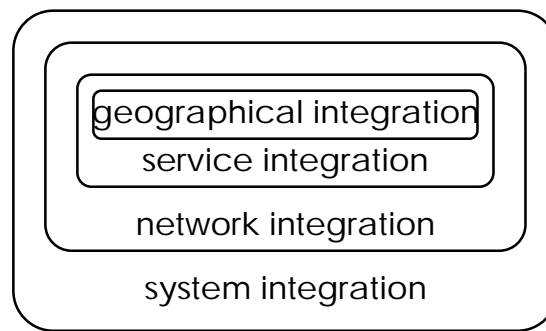 geographical integration
service integration
network integration
system integration